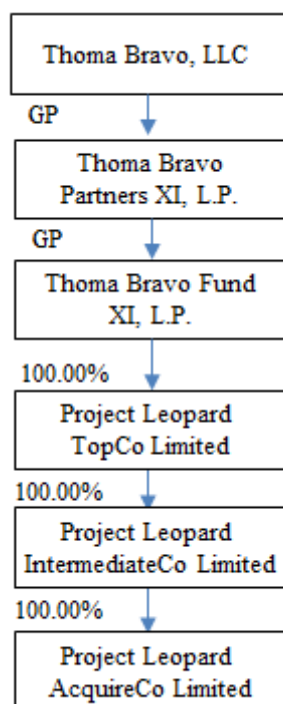 Thoma Bravo, LLC
GP
Thoma Bravo
Partners XI, L.P.
GP
Thoma Bravo Fund
XI, L.P.
100.00%
Project Leopard
TopCo Limited
100.00%
Project Leopard
IntermediateCo Limited
100.00%
Project Leopard
AcquireCo Limited